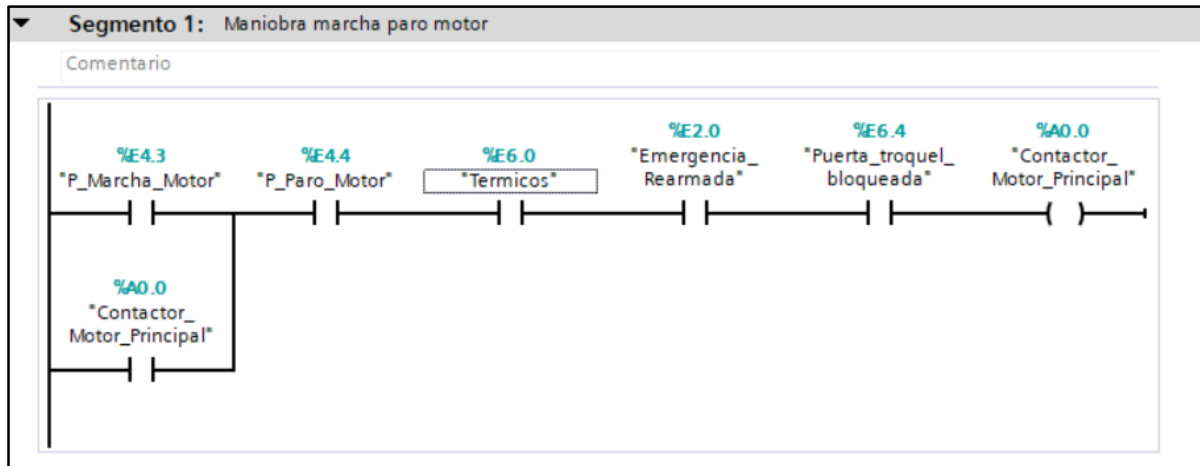 Segmento 1: Maniobra marcha paro motor
Comentario
%E4.3
"P_Marcha_Motor"
%E4.4
"P_Paro_Motor"
%E6.0
"Termicos"
%E2.0
"Emergencia_
Rearmada"
%E6.4
"Puerta_troquel_
bloqueada"
%A0.0
"Contactor_
Motor_Principal"
%A0.0
"Contactor_
Motor_Principal"